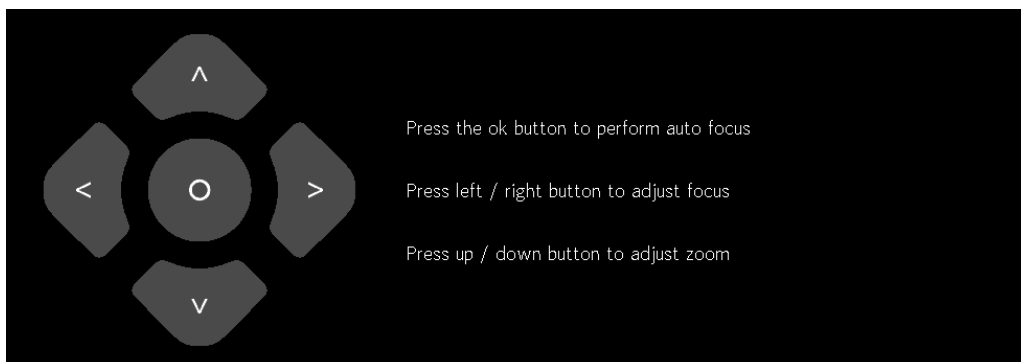 ^
Press the ok button to perform auto focus
< O >
Press left / right button to adjust focus
Press up / down button to adjust zoom
v